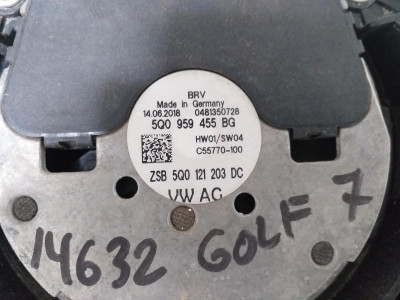 BRV
Made in Germany
14.06.2018 0481350728
5Q0 959 455 BG
HW01/SW04
C55770-100
ZSB 5Q0 121 203 DC
VW AG
14632 GOLF 7